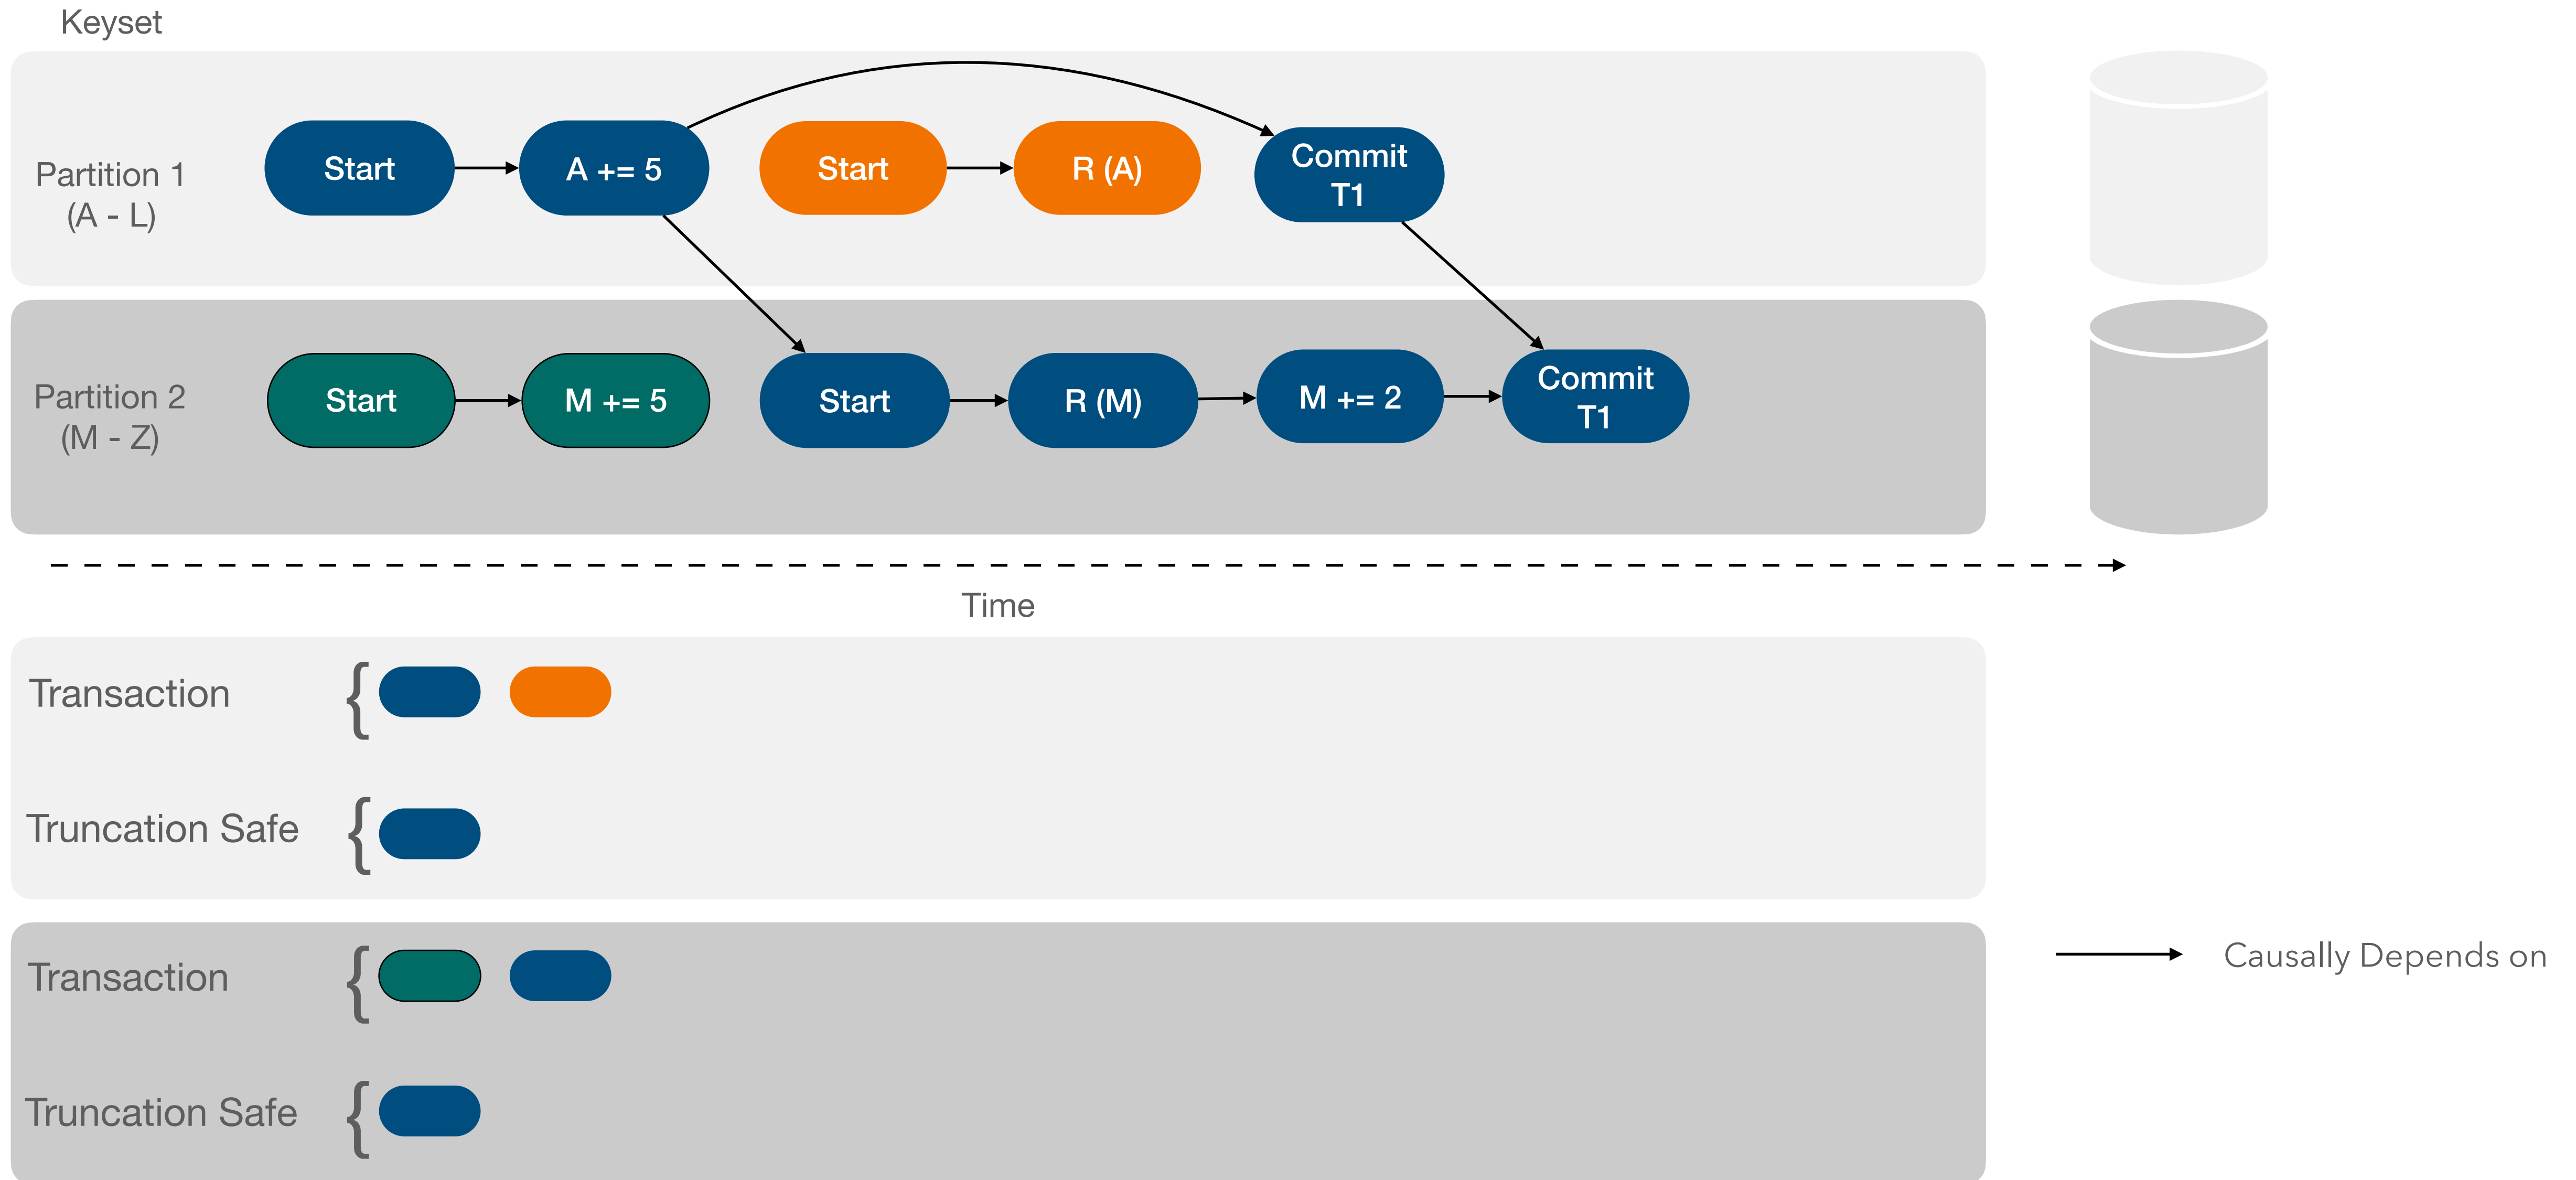 Keyset
Partition 1
(A - L)
Start
A += 5
Start
R (A)
Commit
T1
Partition 2
(M - Z)
Start
M += 5
Start
R (M)
M += 2
Commit
T1
Time
Transaction
{
Truncation Safe
{
Transaction
{
Truncation Safe
{
Causally Depends on